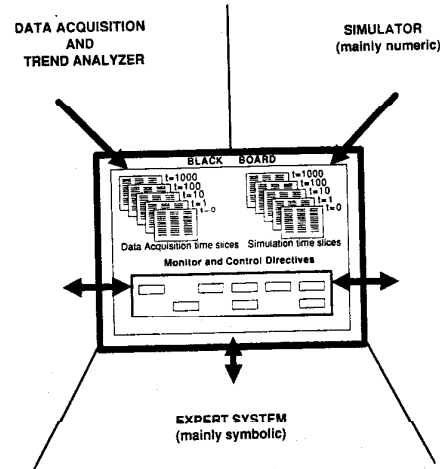 DATA ACQUISITION
AND
TREND ANALYZER
SIMULATOR
(mainly numeric)
BLACK BOARD
t=1000
t=100
t=10
t=1
t=0
t=1000
t=100
t=10
t=1
t=0
Data Acquisition time slices
Simulation time slices
Monitor and Control Directives
EXPERT SYSTEM
(mainly symbolic)